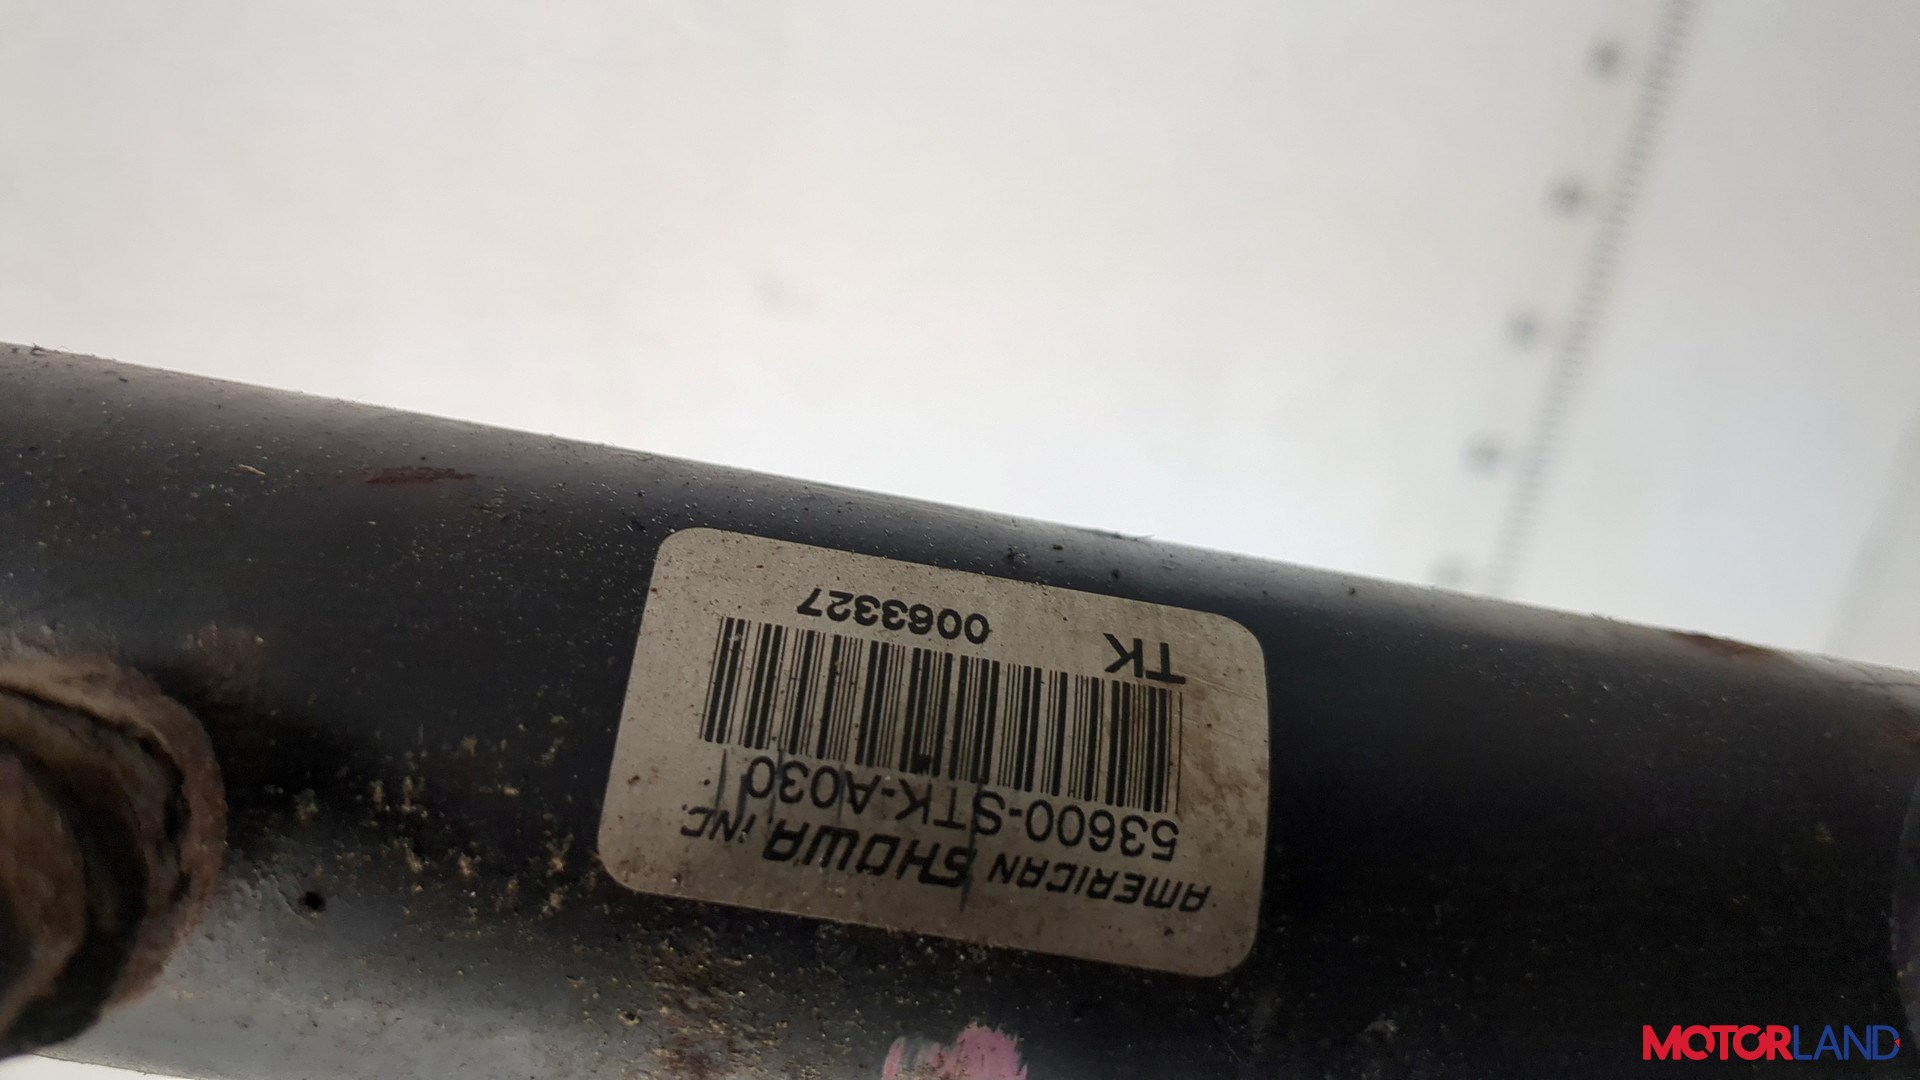 AMERICAN SHOWA, INC.
53600-STK-A030
TK
0063327
MOTORLAND